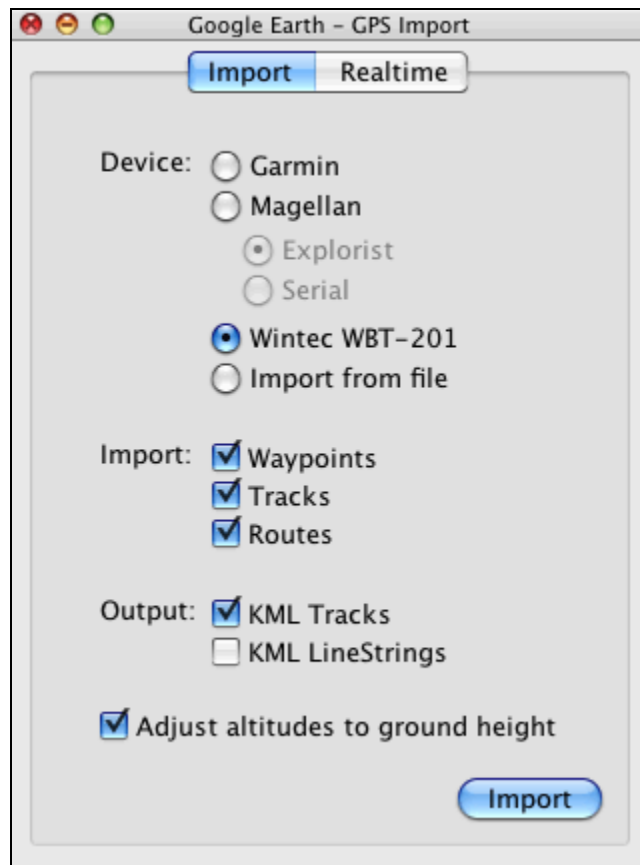 Google Earth – GPS Import
Import Realtime
Device: Garmin
Magellan
Explorist
Serial
Wintec WBT-201
Import from file
Import: Waypoints
Tracks
Routes
Output: KML Tracks
KML LineStrings
Adjust altitudes to ground height
Import